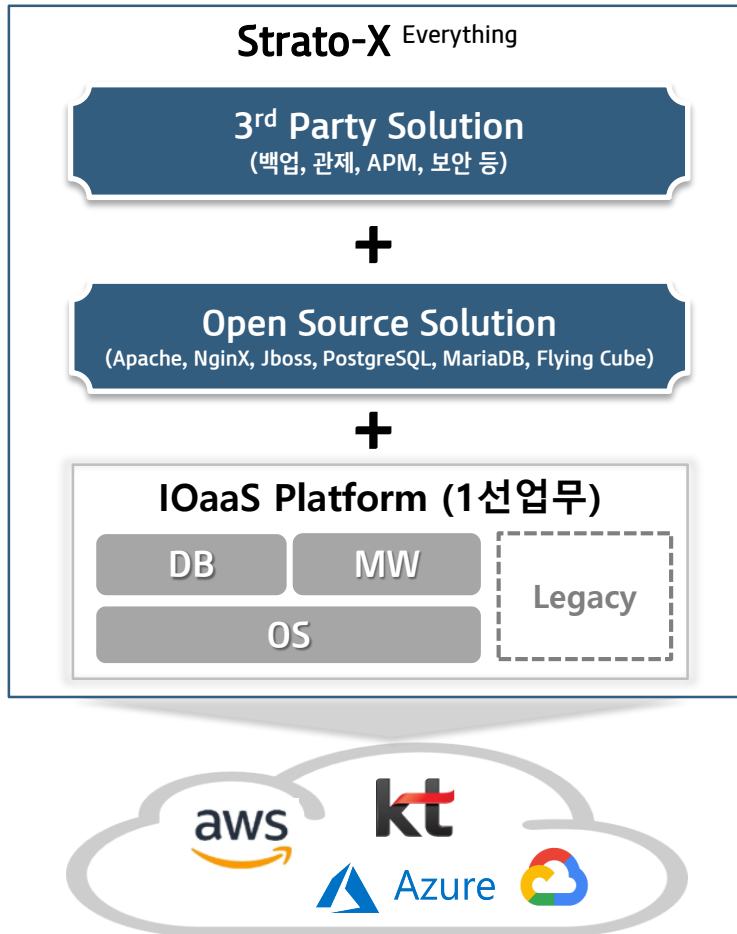 Strato-X Everything
3rd Party Solution
(백업, 관제, APM, 보안 등)
+
Open Source Solution
(Apache, NginX, Jboss, PostgreSQL, MariaDB, Flying Cube)
+
IOaaS Platform (1선업무)
DB MW
Legacy
OS
kt
aws
Azure